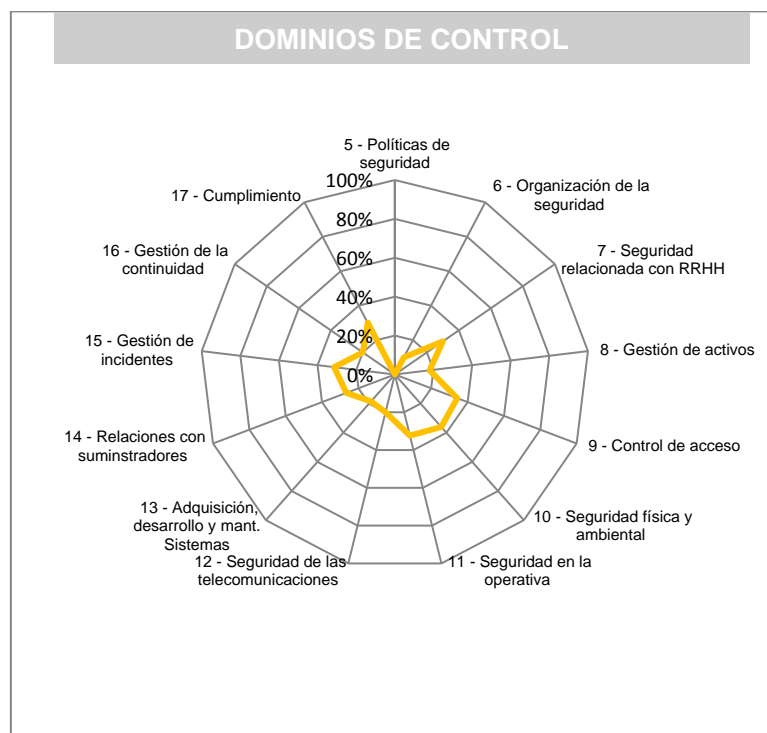 DOMINIOS DE CONTROL
5 - Políticas de
seguridad
6 - Organización de la
seguridad
7 - Seguridad
relacionada con RRHH
8 - Gestión de activos
9 - Control de acceso
10 - Seguridad física y
ambiental
11 - Seguridad en la
operativa
12 - Seguridad de las
telecomunicaciones
13 - Adquisición,
desarrollo y mant.
Sistemas
14 - Relaciones con
suminstradores
15 - Gestión de
incidentes
16 - Gestión de la
continuidad
17 - Cumplimiento
100%
80%
60%
40%
20%
0%